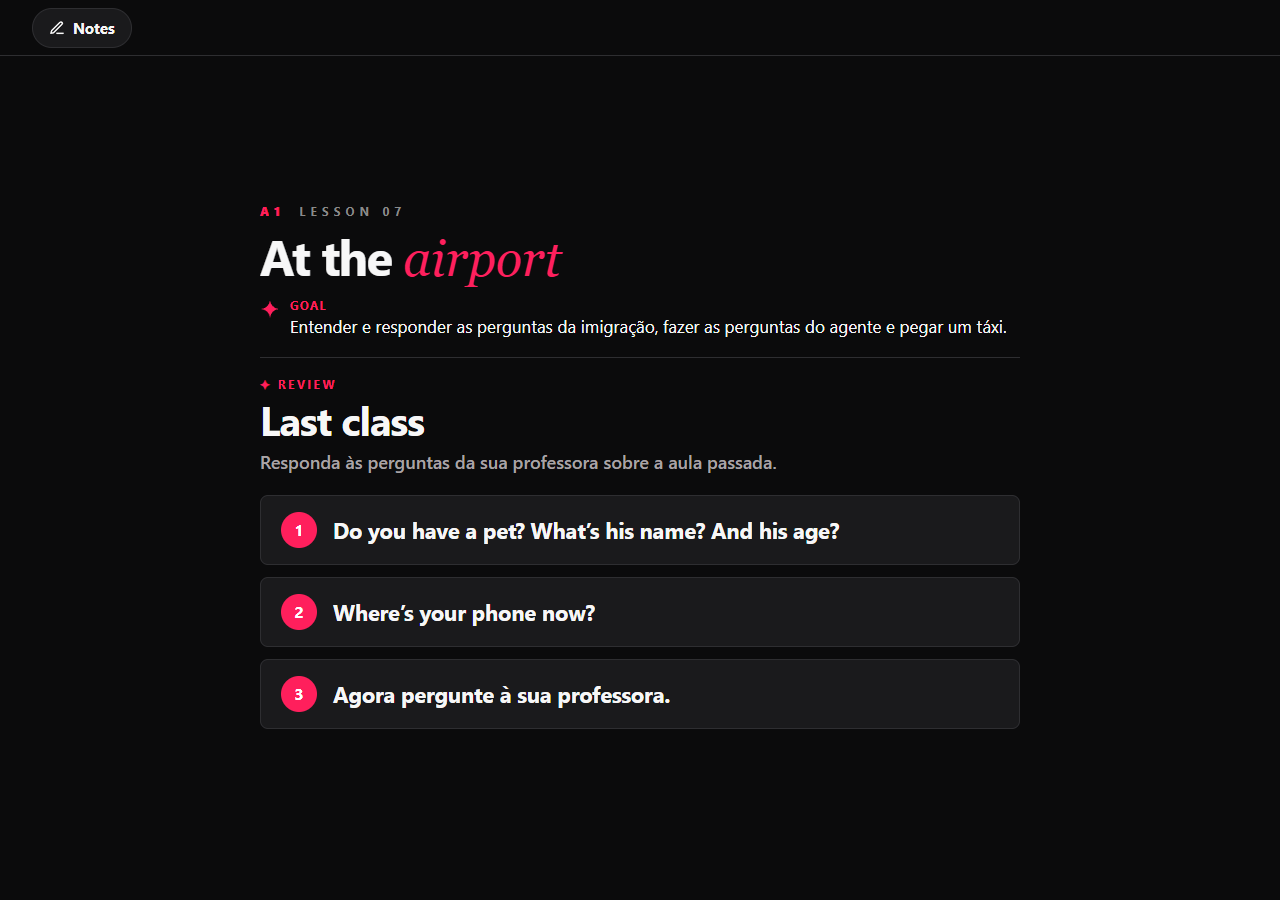 Notes
A1 LESSON 07
At the airport
GOAL
Entender e responder as perguntas da imigração, fazer as perguntas do agente e pegar um táxi.
REVIEW
Last class
Responda às perguntas da sua professora sobre a aula passada.
1 Do you have a pet? What’s his name? And his age?
2 Where’s your phone now?
3 Agora pergunte à sua professora.